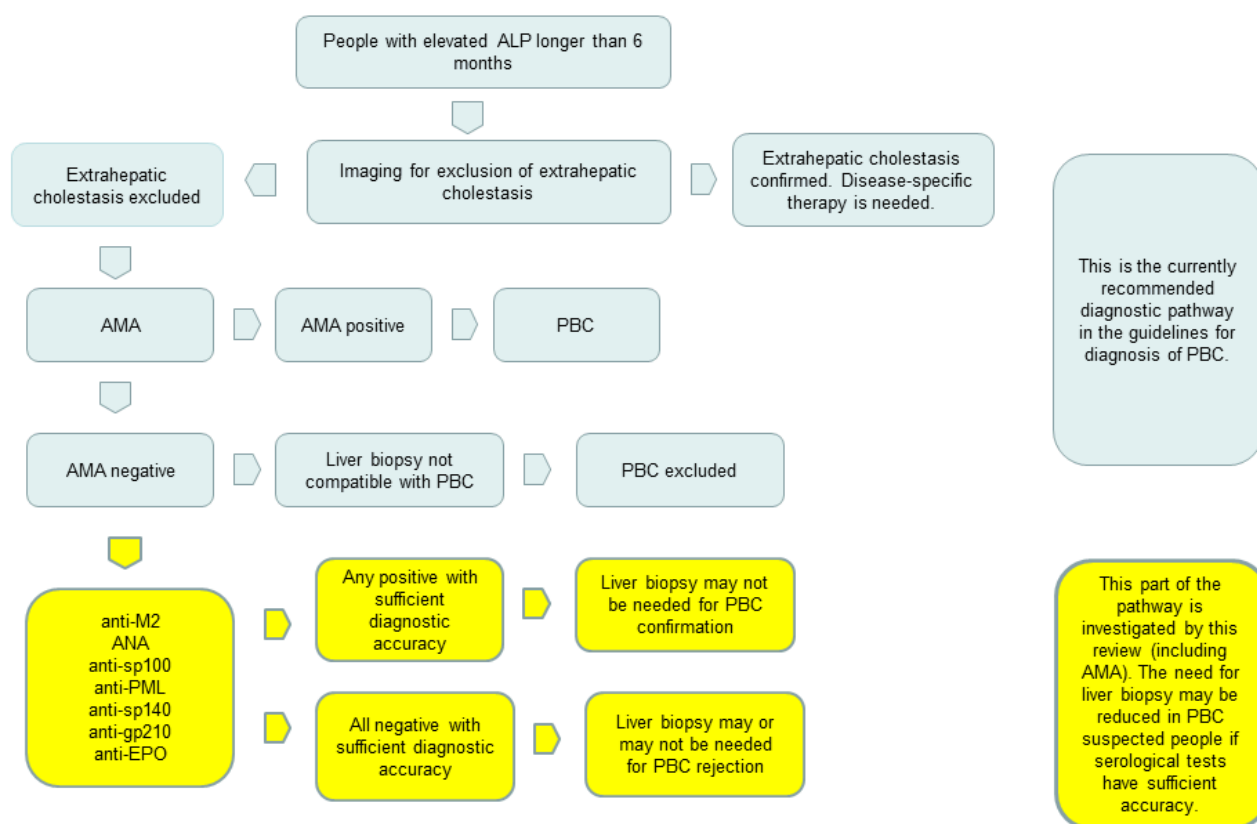 People with elevated ALP longer than 6
months
Extrahepatic
cholestasis excluded
Imaging for exclusion of extrahepatic
cholestasis
Extrahepatic cholestasis
confirmed. Disease-specific
therapy is needed.
This is the currently
recommended
diagnostic pathway
in the guidelines for
diagnosis of PBC.
AMA
AMA positive
PBC
AMA negative
Liver biopsy not
compatible with PBC
PBC excluded
anti-M2
ANA
anti-sp100
anti-PML
anti-sp140
anti-gp210
anti-EPO
Any positive with
sufficient
diagnostic
accuracy
Liver biopsy may not
be needed for PBC
confirmation
All negative with
sufficient diagnostic
accuracy
Liver biopsy may or
may not be needed
for PBC rejection
This part of the
pathway is
investigated by this
review (including
AMA). The need for
liver biopsy may be
reduced in PBC
suspected people if
serological tests
have sufficient
accuracy.